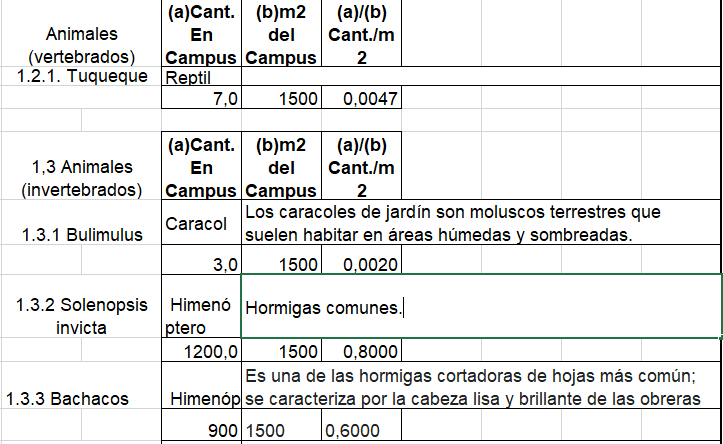 Animales (vertebrados) (a)Cant. En Campus (b)m2 del Campus (a)/(b) Cant./m 2
1.2.1. Tuqueque Reptil
7,0 1500 0,0047
1,3 Animales (invertebrados) (a)Cant. En Campus (b)m2 del Campus (a)/(b) Cant./m 2
1.3.1 Bulimulus Caracol Los caracoles de jardín son moluscos terrestres que
suelen habitar en áreas húmedas y sombreadas.
3,0 1500 0,0020
1.3.2 Solenopsis invicta Himenó ptero Hormigas comunes.
1200,0 1500 0,8000
1.3.3 Bachacos Himenóp Es una de las hormigas cortadoras de hojas más común;
se caracteriza por la cabeza lisa y brillante de las obreras
900 1500 0,6000